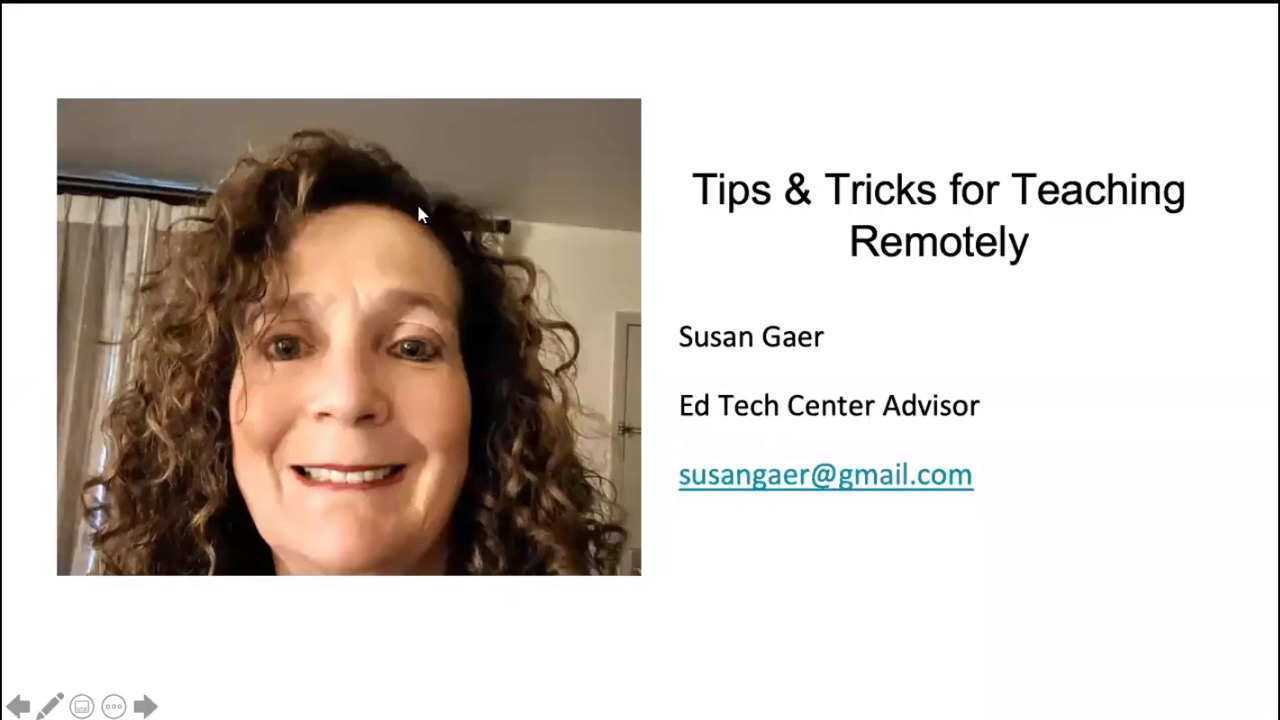 Tips & Tricks for Teaching
Remotely
Susan Gaer
Ed Tech Center Advisor
susangaer@gmail.com